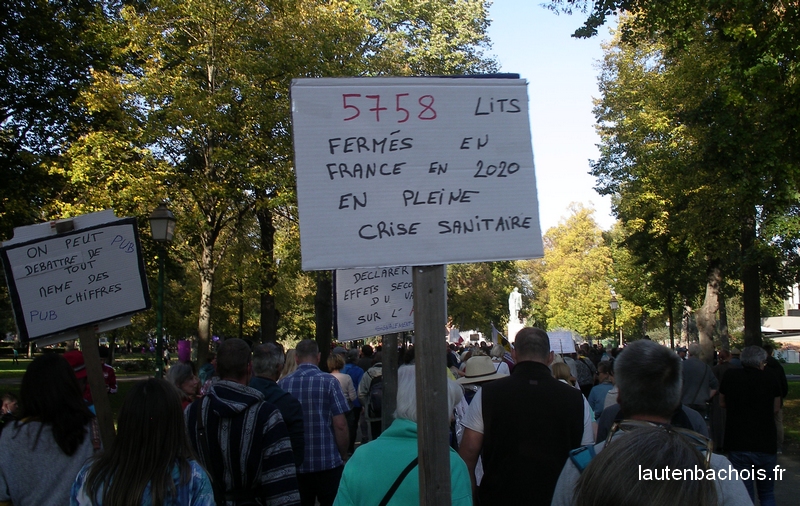 5758 LITS
FERMÉS EN
FRANCE EN 2020
EN PLEINE
CRISE SANITAIRE
ON PEUT
DEBATTRE DE
TOUT
MEME DES
CHIFFRES
PUB
PUB
DECLARER
EFFETS
DU
SUR L'
lautenbachois.fr